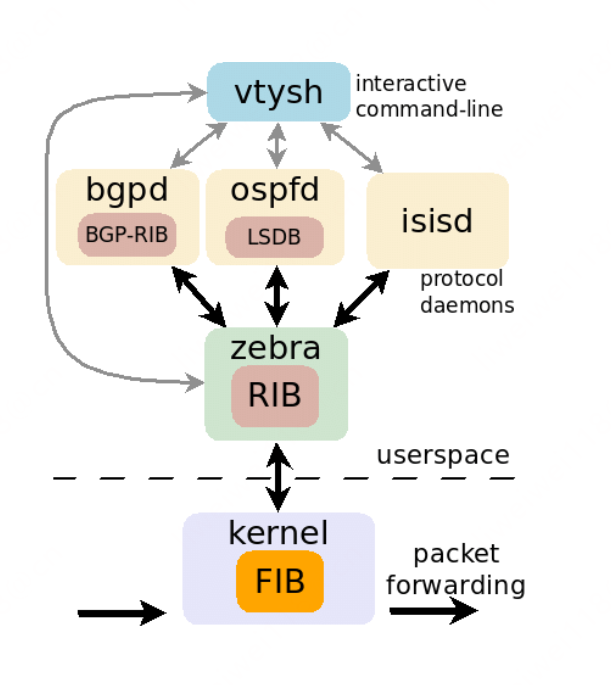 vtysh
interactive
command-line
bgpd
BGP-RIB
ospfd
LSDB
isisd
protocol
daemons
zebra
RIB
userspace
kernel
FIB
packet
forwarding